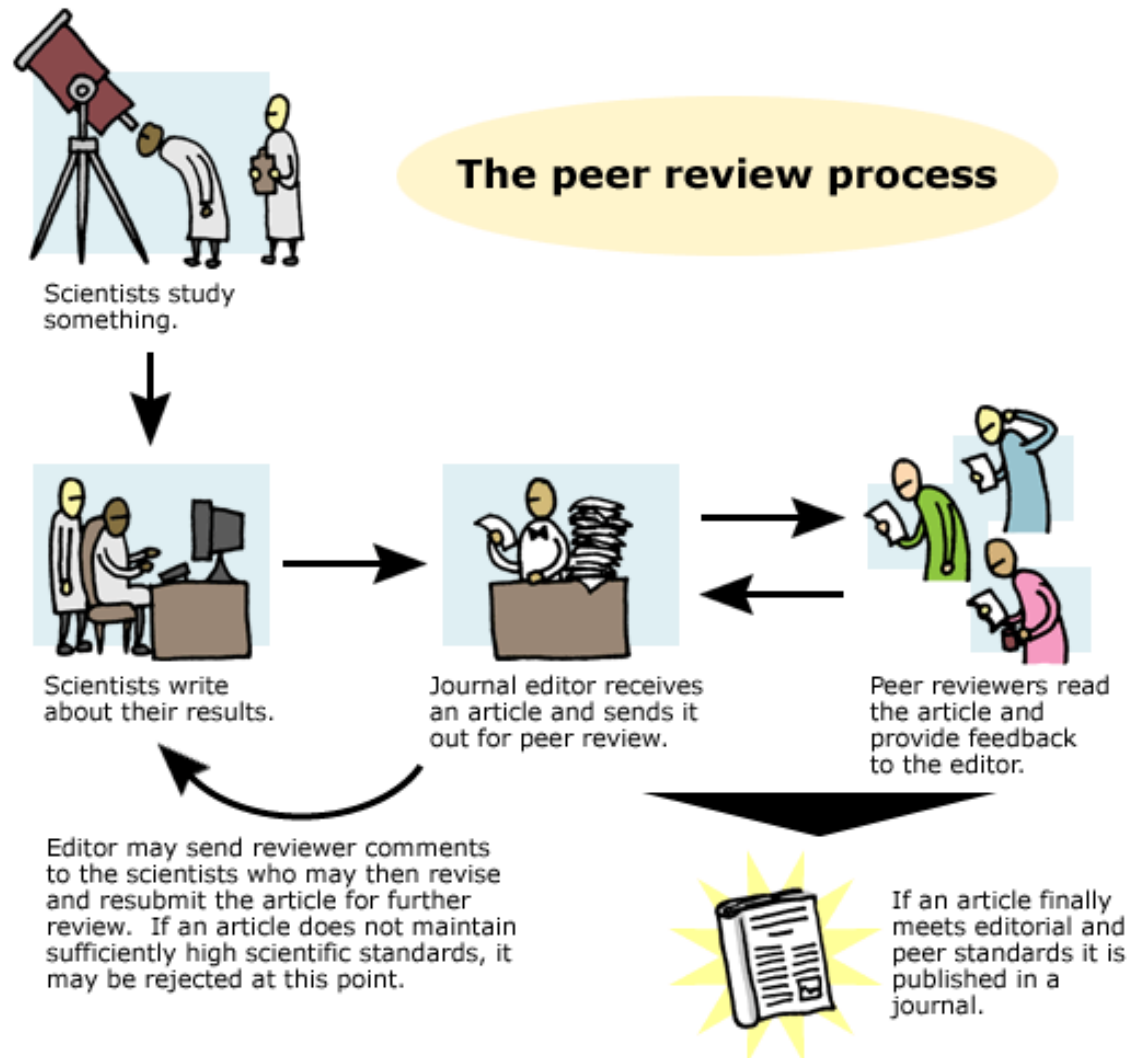 The peer review process
Scientists study
something.
Scientists write
about their results.
Journal editor receives
an article and sends it
out for peer review.
Peer reviewers read
the article and
provide feedback
to the editor.
Editor may send reviewer comments
to the scientists who may then revise
and resubmit the article for further
review.  If an article does not maintain
sufficiently high scientific standards, it
may be rejected at this point.
If an article finally
meets editorial and
peer standards it is
published in a
journal.